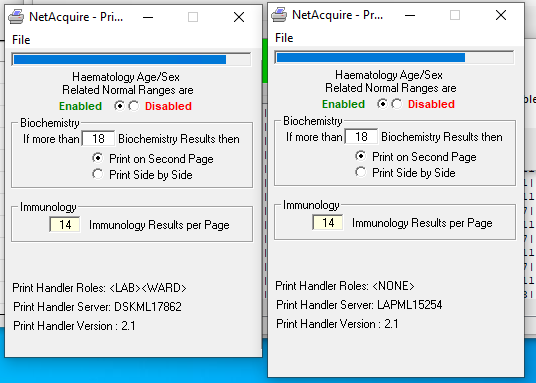 NetAcquire - Pri...
File
Haematology Age/Sex
Related Normal Ranges are
Enabled Disabled
Biochemistry
If more than 18 Biochemistry Results then
Print on Second Page
Print Side by Side
Immunology
14 Immunology Results per Page
Print Handler Roles: <LAB><WARD>
Print Handler Server: DSKML17862
Print Handler Version : 2.1
NetAcquire - Pri...
File
Haematology Age/Sex
Related Normal Ranges are
Enabled Disabled
Biochemistry
If more than 18 Biochemistry Results then
Print on Second Page
Print Side by Side
Immunology
14 Immunology Results per Page
Print Handler Roles: <NONE>
Print Handler Server: LAPML15254
Print Handler Version : 2.1